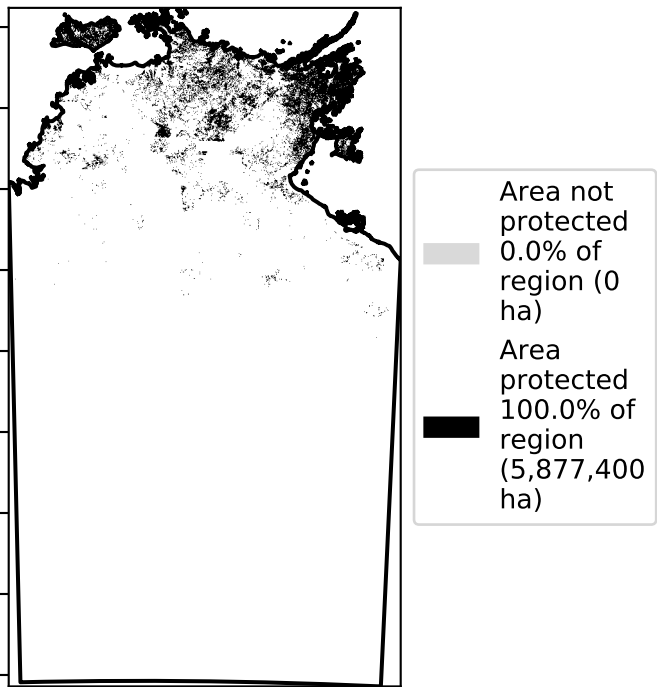 Area not
protected
0.0% of
region (0
ha)
Area
protected
100.0% of
region
(5,877,400
ha)